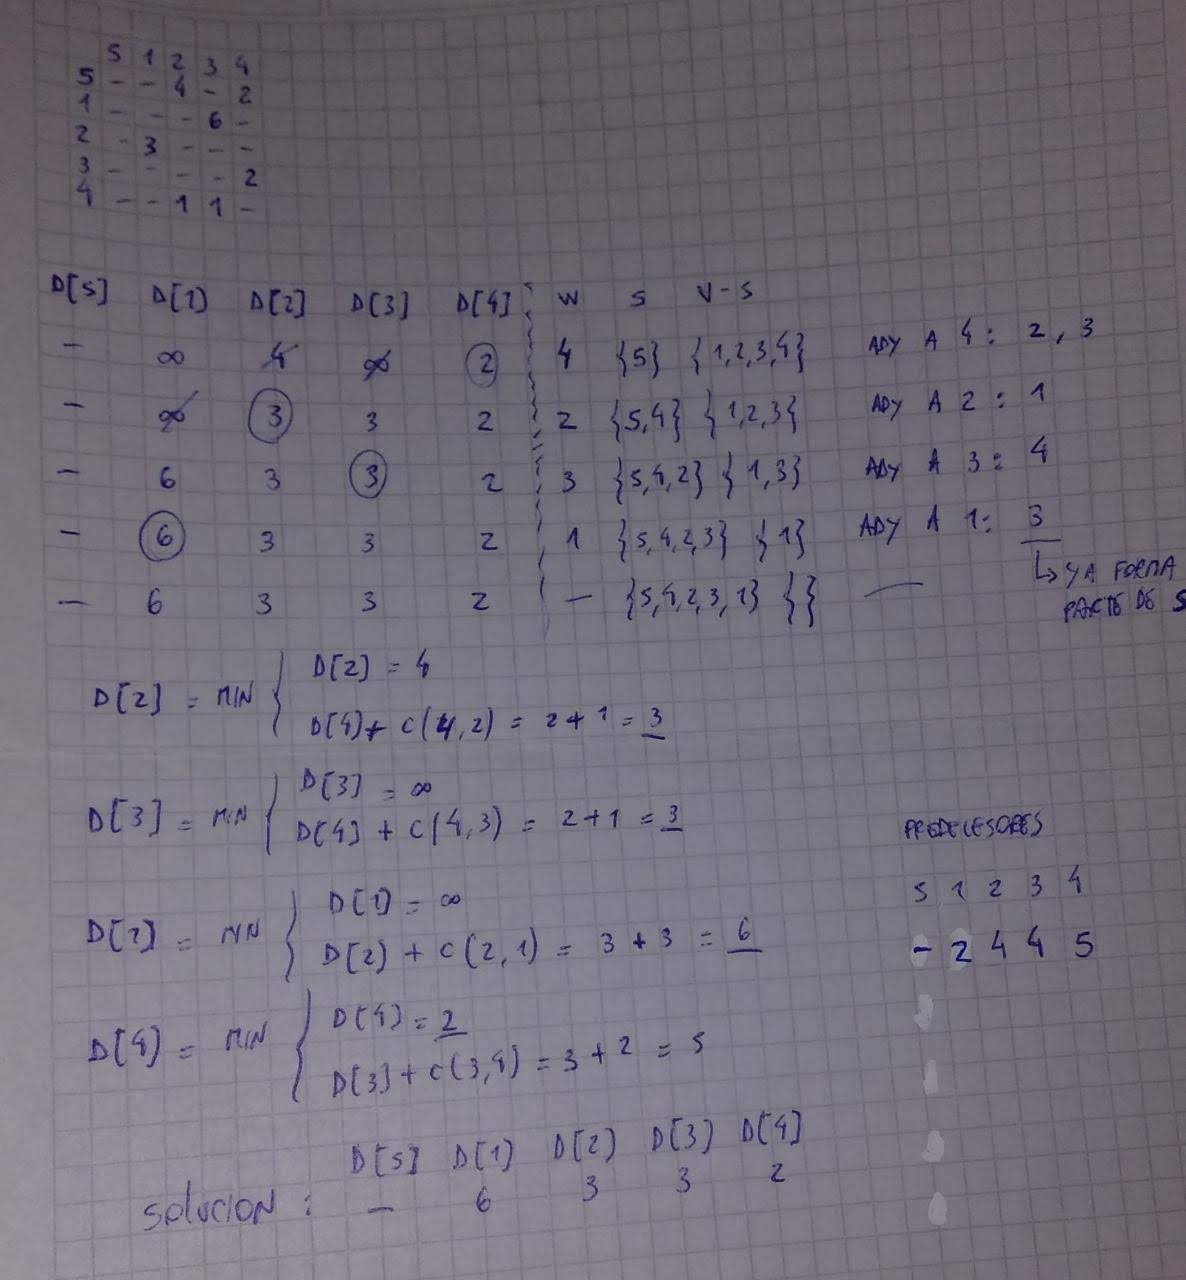 S 1 2 3 4
S - - 4 - 2
1 - - - 6 -
2 - 3 - - -
3 - - - - 2
4 - - 1 1 -
D[S] D[1] D[2] D[3] D[4] W S V-S
- ∞ 4 ∞ 2 4 {S} {1,2,3,4} ADY A 4: 2, 3
- ∞ 3 3 2 2 {S,4} {1,2,3} ADY A 2: 1
- 6 3 3 2 3 {S,4,2} {1,3} ADY A 3: 4
- 6 3 3 2 1 {S,4,2,3} {1} ADY A 1: 3
↳ YA FORMA
PARTE DE S
- 6 3 3 2 - {S,4,2,3,1} {} -
D[2] = MIN { D[2] = 4
D[4] + C(4,2) = 2+1 = 3
D[3] = MIN { D[3] = ∞
D[4] + C(4,3) = 2+1 = 3
PREDECESORES
S 1 2 3 4
- 2 4 4 S
D[1] = MIN { D[1] = ∞
D[2] + C(2,1) = 3 + 3 = 6
D[4] = MIN { D[4] = 2
D[3] + C(3,4) = 3 + 2 = 5
D[S] D[1] D[2] D[3] D[4]
SOLUCION : - 6 3 3 2